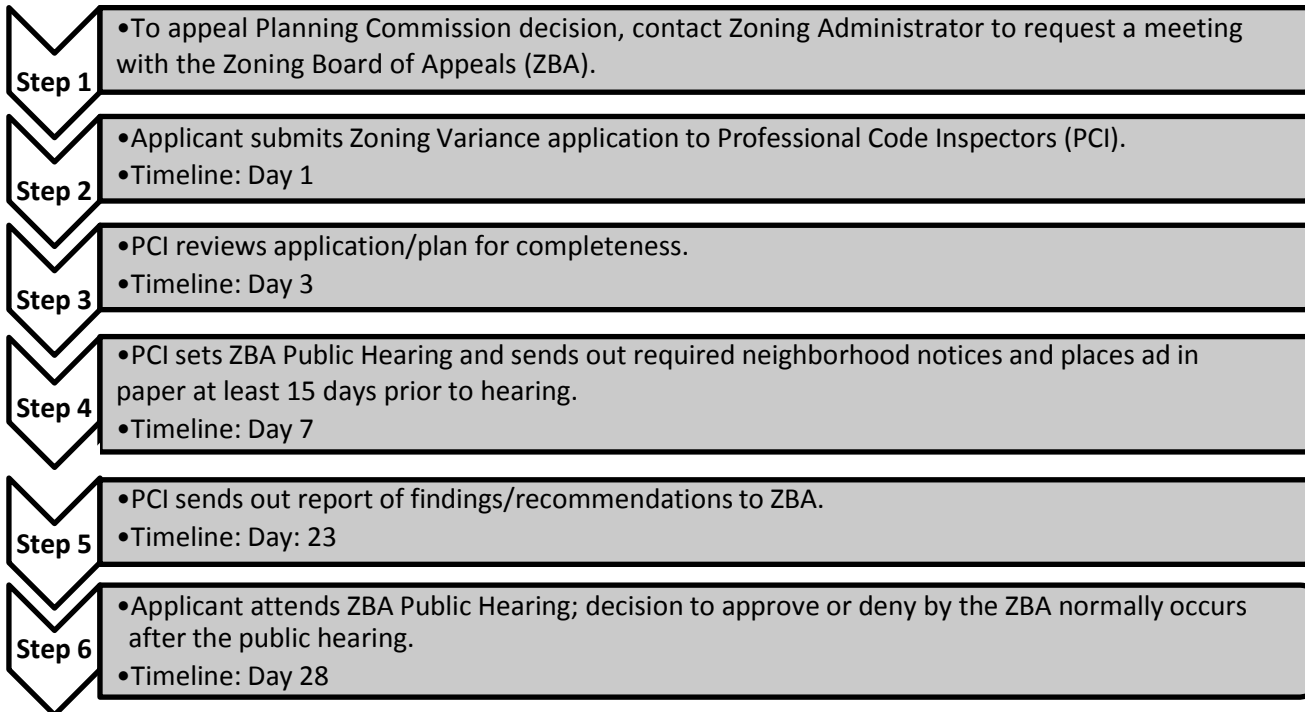 Step 1
•To appeal Planning Commission decision, contact Zoning Administrator to request a meeting
with the Zoning Board of Appeals (ZBA).
Step 2
•Applicant submits Zoning Variance application to Professional Code Inspectors (PCI).
•Timeline: Day 1
Step 3
•PCI reviews application/plan for completeness.
•Timeline: Day 3
Step 4
•PCI sets ZBA Public Hearing and sends out required neighborhood notices and places ad in
paper at least 15 days prior to hearing.
•Timeline: Day 7
Step 5
•PCI sends out report of findings/recommendations to ZBA.
•Timeline: Day: 23
Step 6
•Applicant attends ZBA Public Hearing; decision to approve or deny by the ZBA normally occurs
after the public hearing.
•Timeline: Day 28